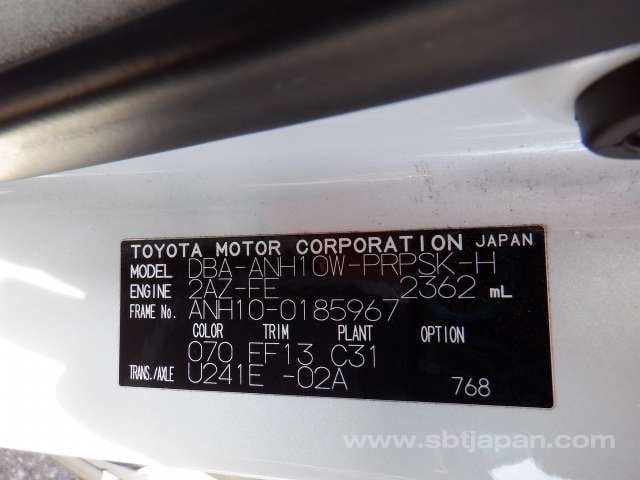 TOYOTA MOTOR CORPORATION JAPAN
MODEL DBA-ANH10W-PRPSK-H
ENGINE 2AZ-FE 2362 mL
FRAME No. ANH10-0185967
COLOR TRIM PLANT OPTION
070 FF13 C31
TRANS./AXLE U241E -02A 768
www.sbtjapan.com/